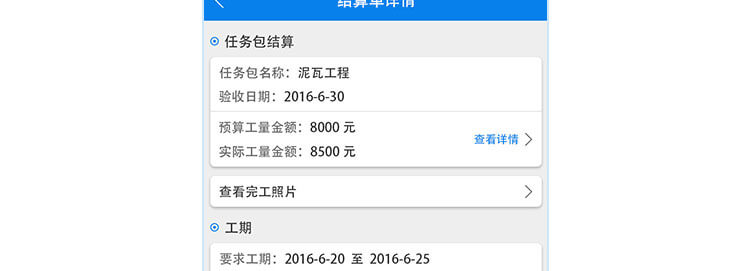 结算单详情
任务包结算
任务包名称：泥瓦工程
验收日期：2016-6-30
预算工量金额：8000 元
查看详情
实际工量金额：8500 元
查看完工照片
工期
要求工期：2016-6-20 至 2016-6-25